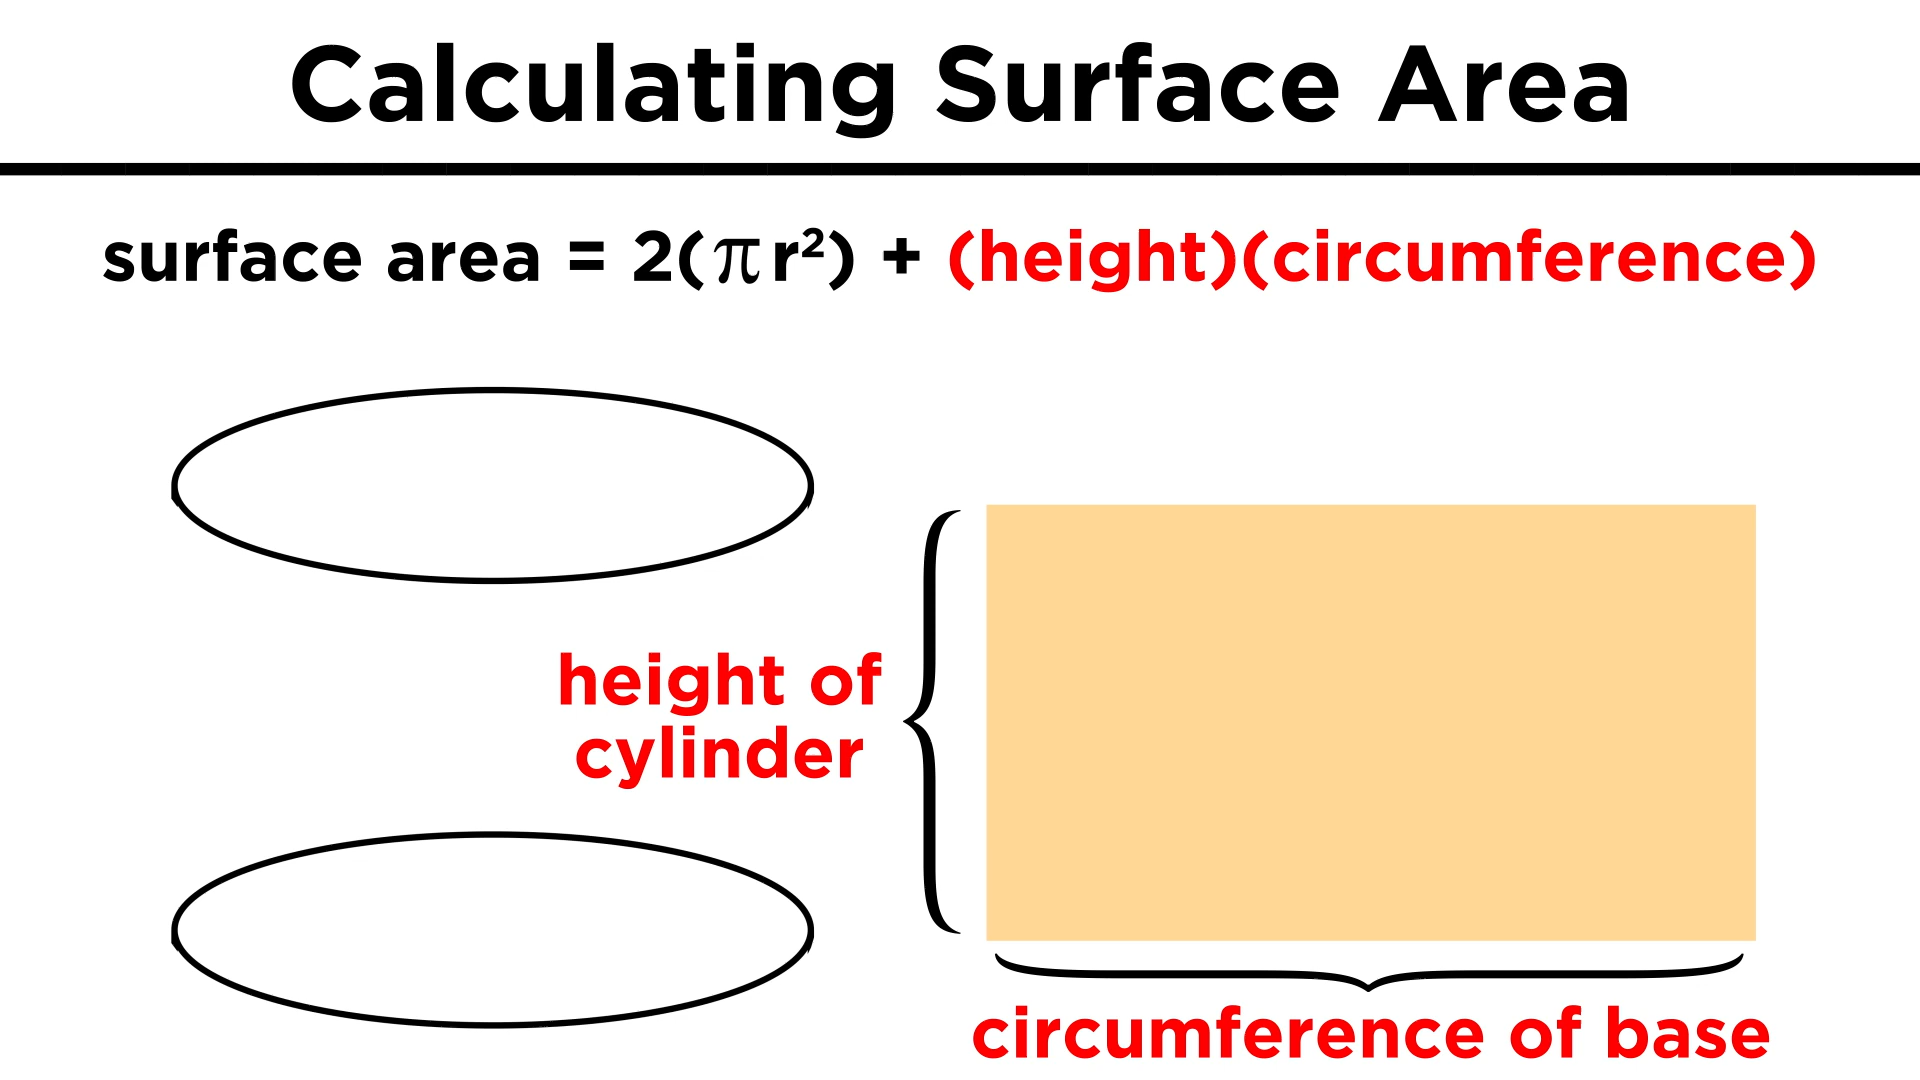 Calculating Surface Area
surface area = 2(πr²) + (height)(circumference)
height of
cylinder
circumference of base